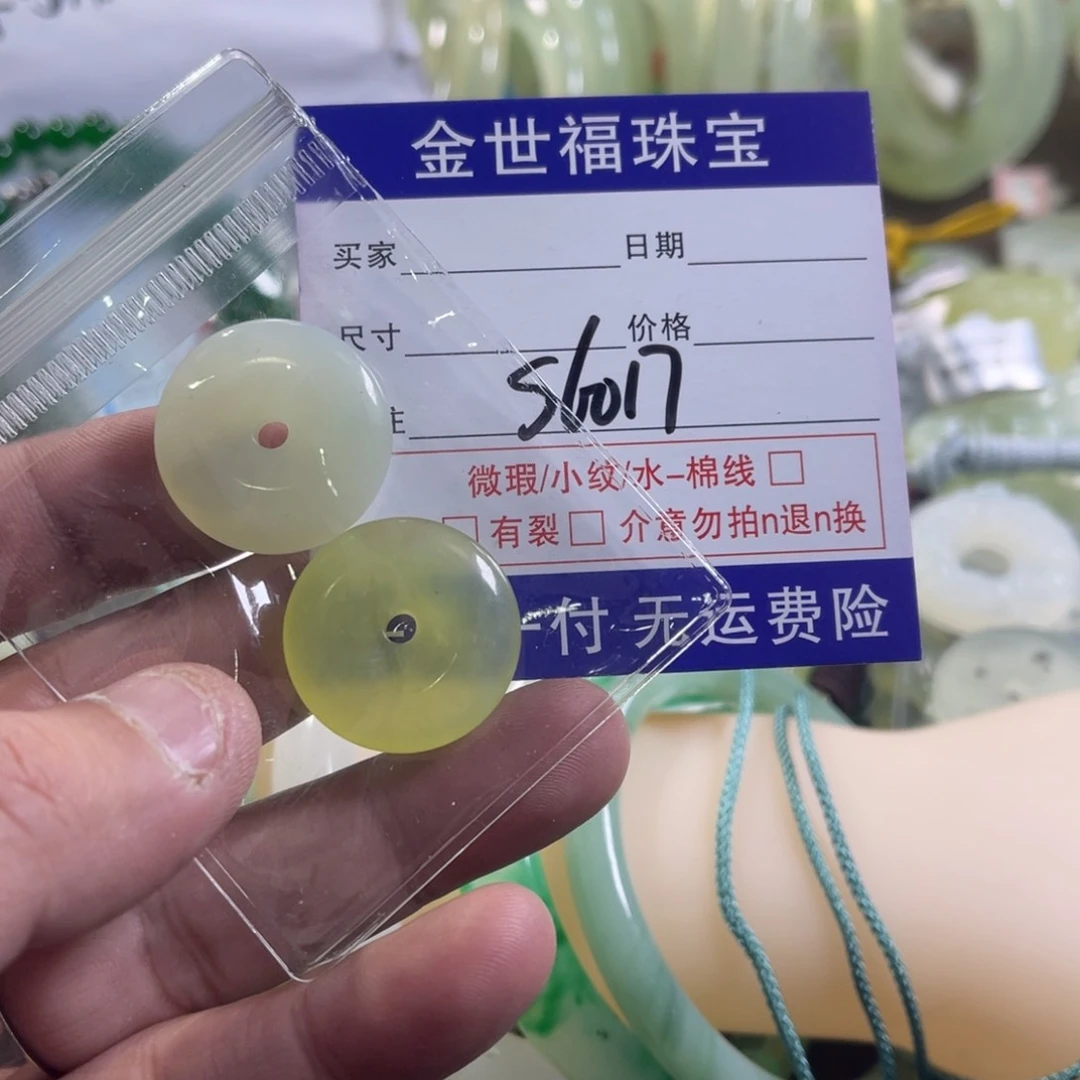 金世福珠宝
买家 日期
尺寸 价格
S6017
微瑕/小纹/水-棉线 □
□ 有裂 □ 介意勿拍n退n换
付 无运费险